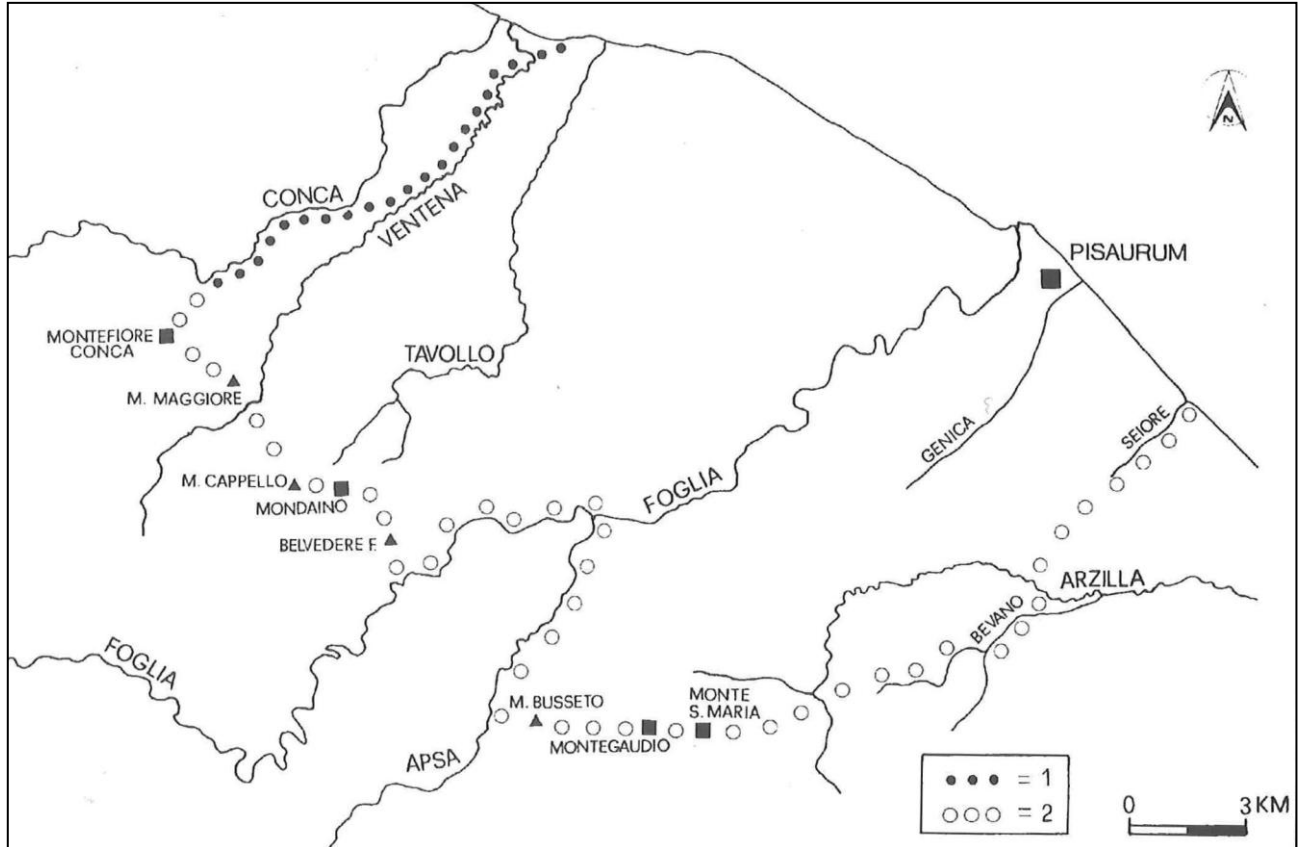 N
CONCA
VENTENA
PISAURUM
MONTEFIORE
CONCA
TAVOLLO
M. MAGGIORE
GENICA
SEIORE
M. CAPPELLO
MONDAINO
FOGLIA
BELVEDERE F.
ARZILLA
BEVANO
FOGLIA
M. BUSSETO
MONTE
S. MARIA
MONTEGAUDIO
APSA
= 1
= 2
0 3 KM